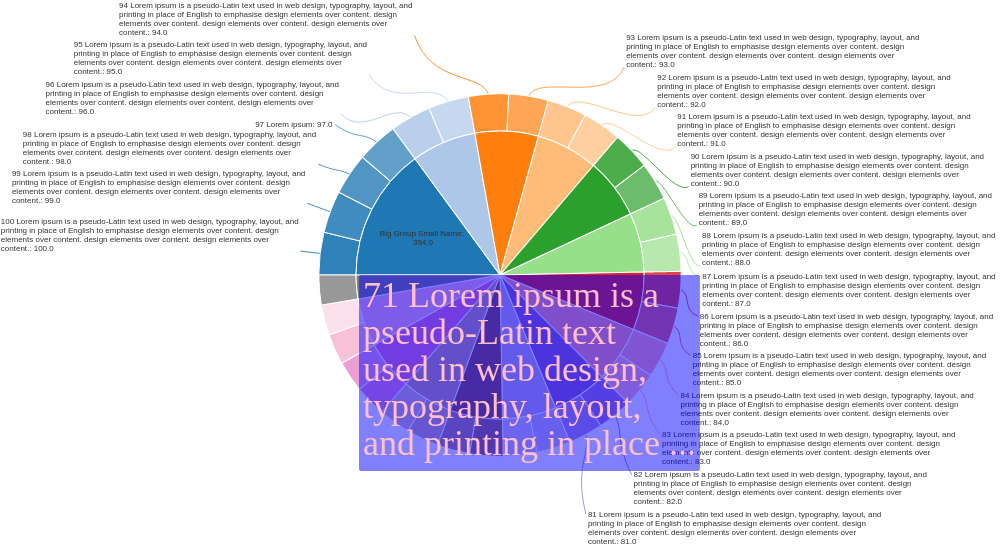 94 Lorem ipsum is a pseudo-Latin text used in web design, typography, layout, and
printing in place of English to emphasise design elements over content. design
elements over content. design elements over content. design elements over
content.: 94.0
95 Lorem ipsum is a pseudo-Latin text used in web design, typography, layout, and
printing in place of English to emphasise design elements over content. design
elements over content. design elements over content. design elements over
content.: 95.0
96 Lorem ipsum is a pseudo-Latin text used in web design, typography, layout, and
printing in place of English to emphasise design elements over content. design
elements over content. design elements over content. design elements over
content.: 96.0
97 Lorem ipsum: 97.0
98 Lorem ipsum is a pseudo-Latin text used in web design, typography, layout, and
printing in place of English to emphasise design elements over content. design
elements over content. design elements over content. design elements over
content.: 98.0
99 Lorem ipsum is a pseudo-Latin text used in web design, typography, layout, and
printing in place of English to emphasise design elements over content. design
elements over content. design elements over content. design elements over
content.: 99.0
100 Lorem ipsum is a pseudo-Latin text used in web design, typography, layout, and
printing in place of English to emphasise design elements over content. design
elements over content. design elements over content. design elements over
content.: 100.0
93 Lorem ipsum is a pseudo-Latin text used in web design, typography, layout, and
printing in place of English to emphasise design elements over content. design
elements over content. design elements over content. design elements over
content.: 93.0
92 Lorem ipsum is a pseudo-Latin text used in web design, typography, layout, and
printing in place of English to emphasise design elements over content. design
elements over content. design elements over content. design elements over
content.: 92.0
91 Lorem ipsum is a pseudo-Latin text used in web design, typography, layout, and
printing in place of English to emphasise design elements over content. design
elements over content. design elements over content. design elements over
content.: 91.0
90 Lorem ipsum is a pseudo-Latin text used in web design, typography, layout, and
printing in place of English to emphasise design elements over content. design
elements over content. design elements over content. design elements over
content.: 90.0
89 Lorem ipsum is a pseudo-Latin text used in web design, typography, layout, and
printing in place of English to emphasise design elements over content. design
elements over content. design elements over content. design elements over
content.: 89.0
88 Lorem ipsum is a pseudo-Latin text used in web design, typography, layout, and
printing in place of English to emphasise design elements over content. design
elements over content. design elements over content. design elements over
content.: 88.0
87 Lorem ipsum is a pseudo-Latin text used in web design, typography, layout, and
printing in place of English to emphasise design elements over content. design
elements over content. design elements over content. design elements over
content.: 87.0
86 Lorem ipsum is a pseudo-Latin text used in web design, typography, layout, and
printing in place of English to emphasise design elements over content. design
elements over content. design elements over content. design elements over
content.: 86.0
85 Lorem ipsum is a pseudo-Latin text used in web design, typography, layout, and
printing in place of English to emphasise design elements over content. design
elements over content. design elements over content. design elements over
content.: 85.0
84 Lorem ipsum is a pseudo-Latin text used in web design, typography, layout, and
printing in place of English to emphasise design elements over content. design
elements over content. design elements over content. design elements over
content.: 84.0
83 Lorem ipsum is a pseudo-Latin text used in web design, typography, layout, and
printing in place of English to emphasise design elements over content. design
elements over content. design elements over content. design elements over
content.: 83.0
82 Lorem ipsum is a pseudo-Latin text used in web design, typography, layout, and
printing in place of English to emphasise design elements over content. design
elements over content. design elements over content. design elements over
content.: 82.0
81 Lorem ipsum is a pseudo-Latin text used in web design, typography, layout, and
printing in place of English to emphasise design elements over content. design
elements over content. design elements over content. design elements over
content.: 81.0
Big Group Small Name:
394.0
71 Lorem ipsum is a
pseudo-Latin text
used in web design,
typography, layout,
and printing in place ...